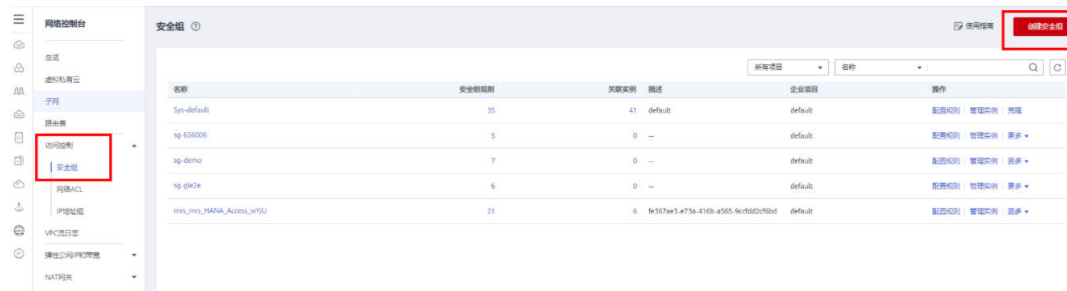 网络控制台
总览
虚拟私有云
子网
路由表
访问控制
安全组
网络ACL
IP地址组
VPC流日志
弹性公网IP和带宽
NAT网关
安全组
使用指南
创建安全组
所有项目 名称
名称 安全组规则 关联实例 描述 企业项目 操作
Sys-default 35 41 default default 配置规则 管理实例 克隆
sg-656006 5 0 -- default 配置规则 管理实例 更多
sg-demo 7 0 -- default 配置规则 管理实例 更多
sg-gle2e 6 0 -- default 配置规则 管理实例 更多
mrs_mrs_HANA_Access_wYjU 21 6 fe367ae3-e73a-416b-a565-9ccfdd2cf6bd default 配置规则 管理实例 更多